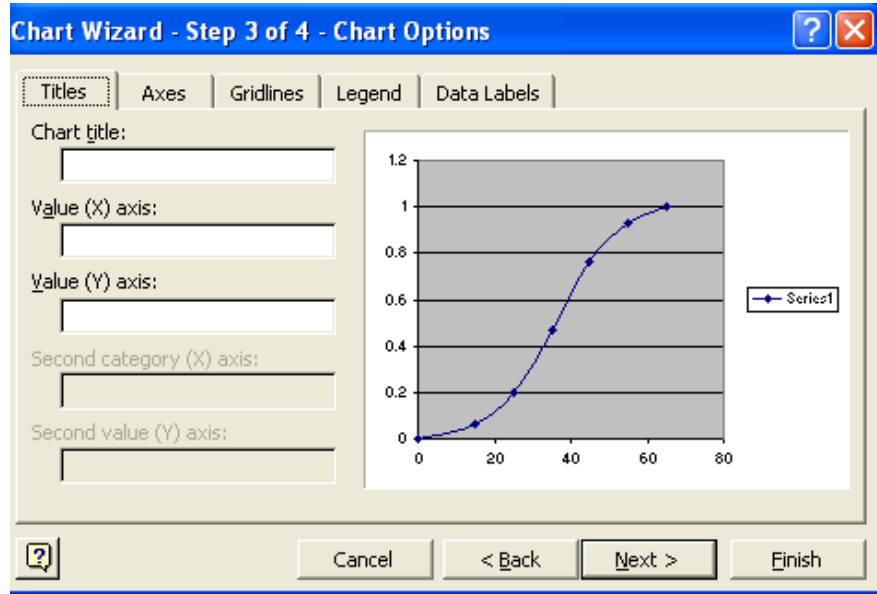 Chart Wizard - Step 3 of 4 - Chart Options
Titles Axes Gridlines Legend Data Labels
Chart title:
Value (X) axis:
Value (Y) axis:
Second category (X) axis:
Second value (Y) axis:
1.2
1
0.8
0.6
0.4
0.2
0
0 20 40 60 80
Series1
Cancel < Back Next > Finish